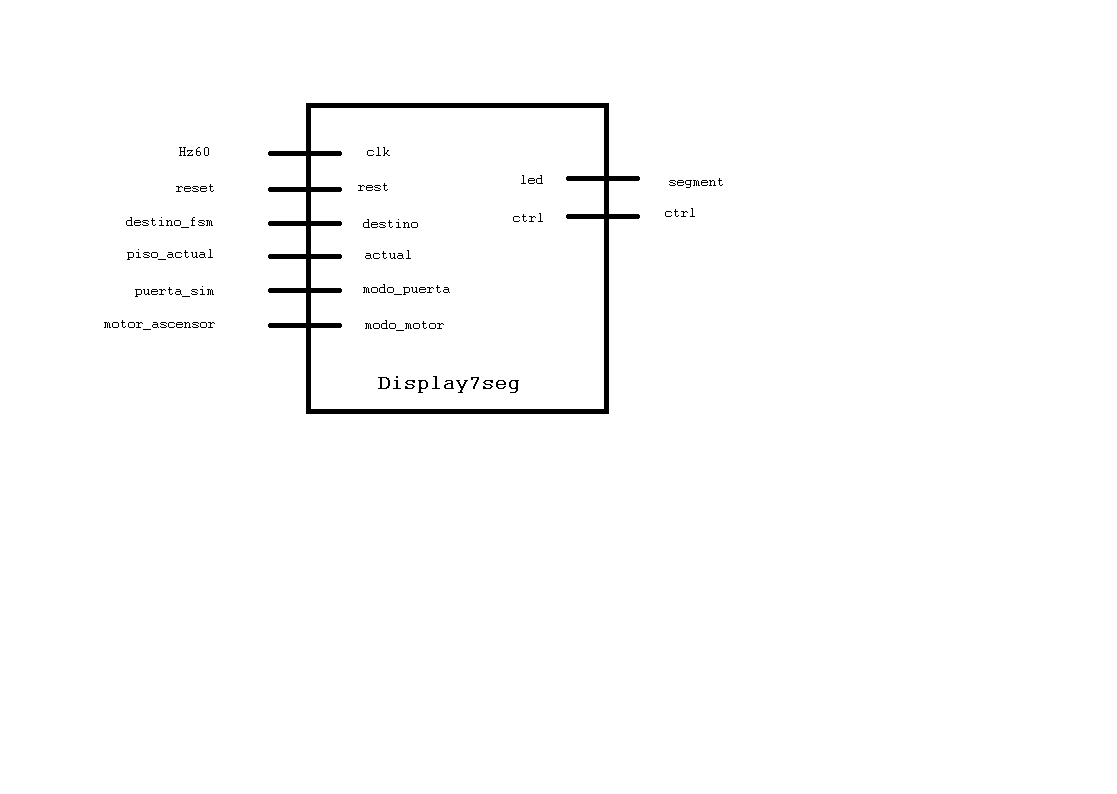 Hz60 clk
led segment
reset rest
destino_fsm destino ctrl ctrl
piso_actual actual
puerta_sim modo_puerta
motor_ascensor modo_motor
Display7seg